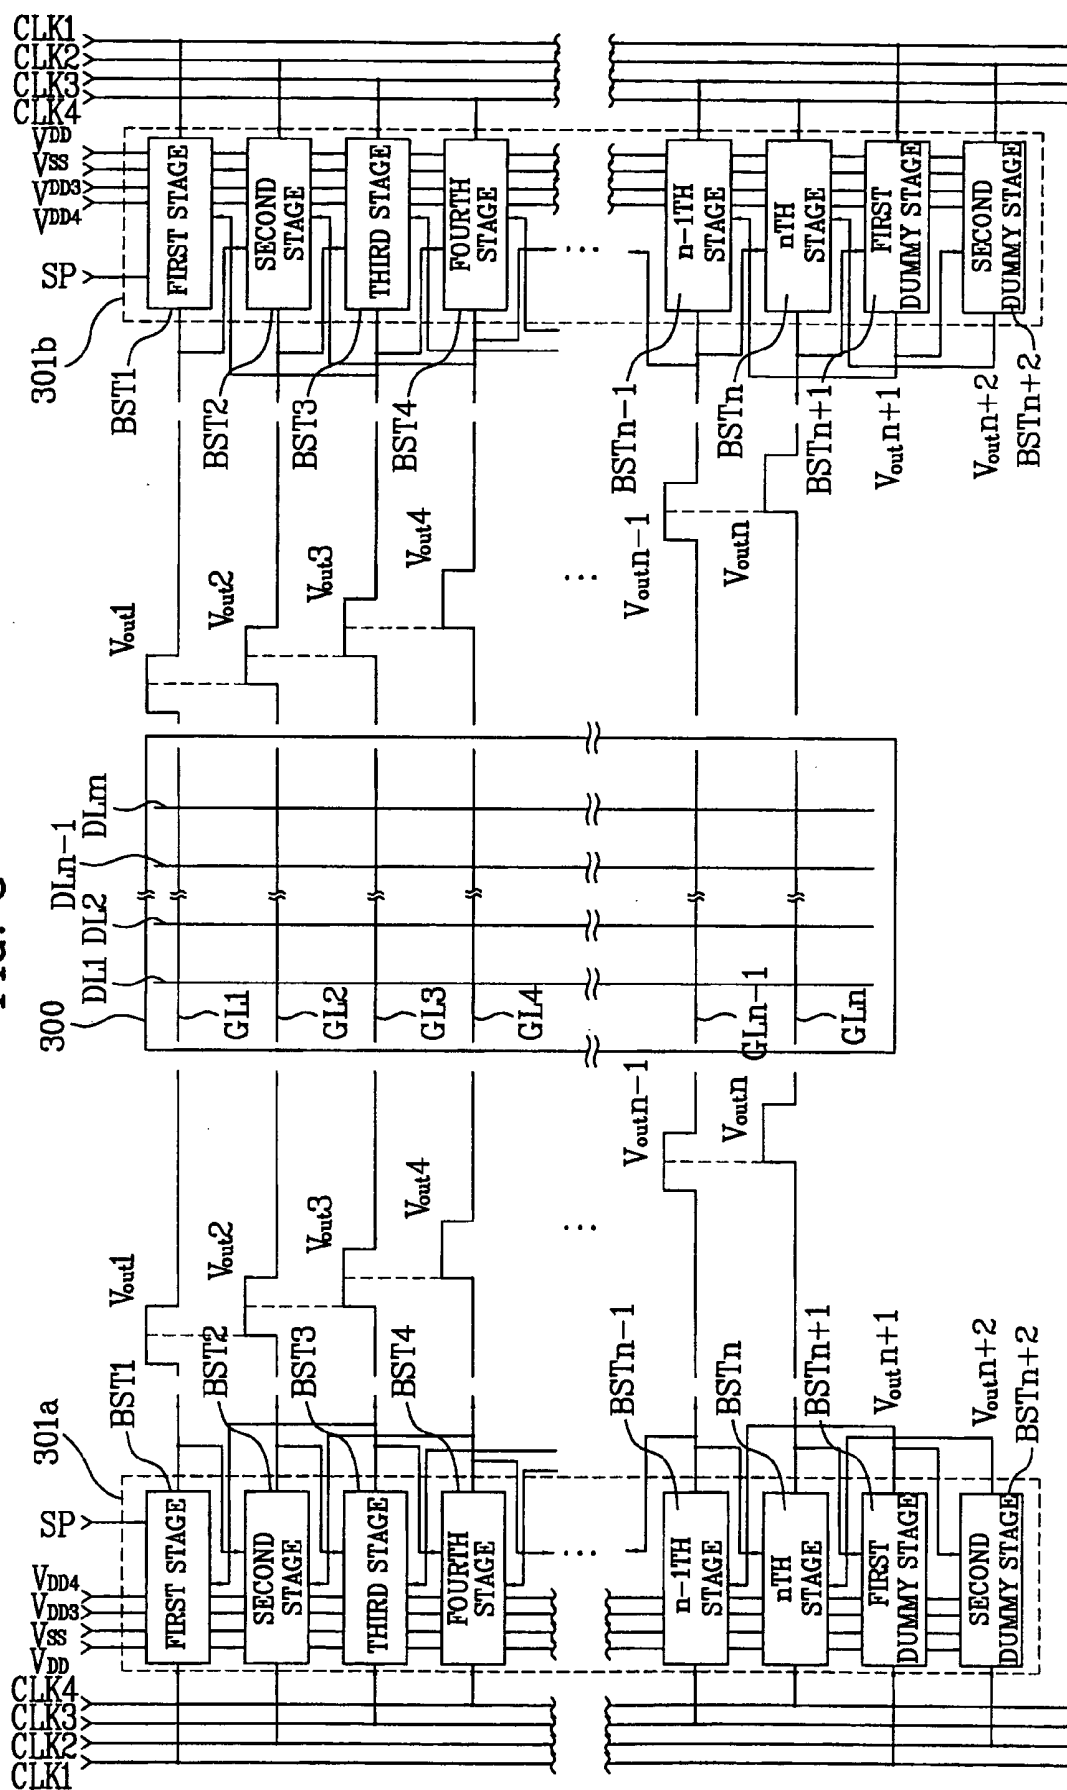 CLK1
CLK2
CLK3
CLK4
VDD
VSS
VDD3
VDD4
SP
301b
FIRST STAGE
SECOND
STAGE
THIRD STAGE
FOURTH
STAGE
...
n-1TH
STAGE
nTH
STAGE
FIRST
DUMMY STAGE
SECOND
DUMMY STAGE
BST1
BST2
BST3
BST4
BSTn-1
BSTn
BSTn+1
Voutn+1
Voutn+2
BSTn+2
Vout1
Vout2
Vout3
Vout4
...
Voutn-1
Voutn
FIG.
300
DL1
DL2
DLn-1
DLm
GL1
GL2
GL3
GL4
GLn-1
GLn
Vout1
Vout2
Vout3
Vout4
...
Voutn-1
Voutn
301a
BST1
BST2
BST3
BST4
BSTn-1
BSTn
BSTn+1
Voutn+1
Voutn+2
BSTn+2
SP
VDD4
VDD3
VSS
VDD
FIRST STAGE
SECOND
STAGE
THIRD STAGE
FOURTH
STAGE
...
n-1TH
STAGE
nTH
STAGE
FIRST
DUMMY STAGE
SECOND
DUMMY STAGE
CLK4
CLK3
CLK2
CLK1